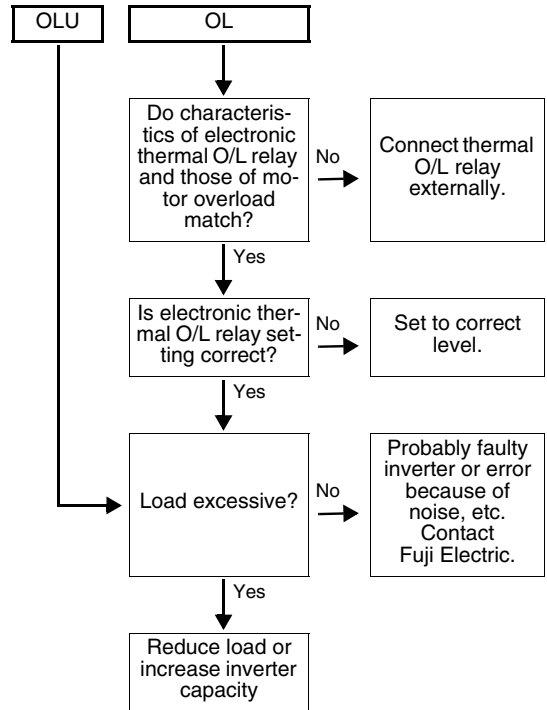 OLU
OL
Do characteris-
tics of electronic
thermal O/L relay
and those of mo-
tor overload
match?
No
Connect thermal
O/L relay
externally.
Yes
Is electronic ther-
mal O/L relay set-
ting correct?
No
Set to correct
level.
Yes
Load excessive?
No
Probably faulty
inverter or error
because of
noise, etc.
Contact
Fuji Electric.
Yes
Reduce load or
increase inverter
capacity